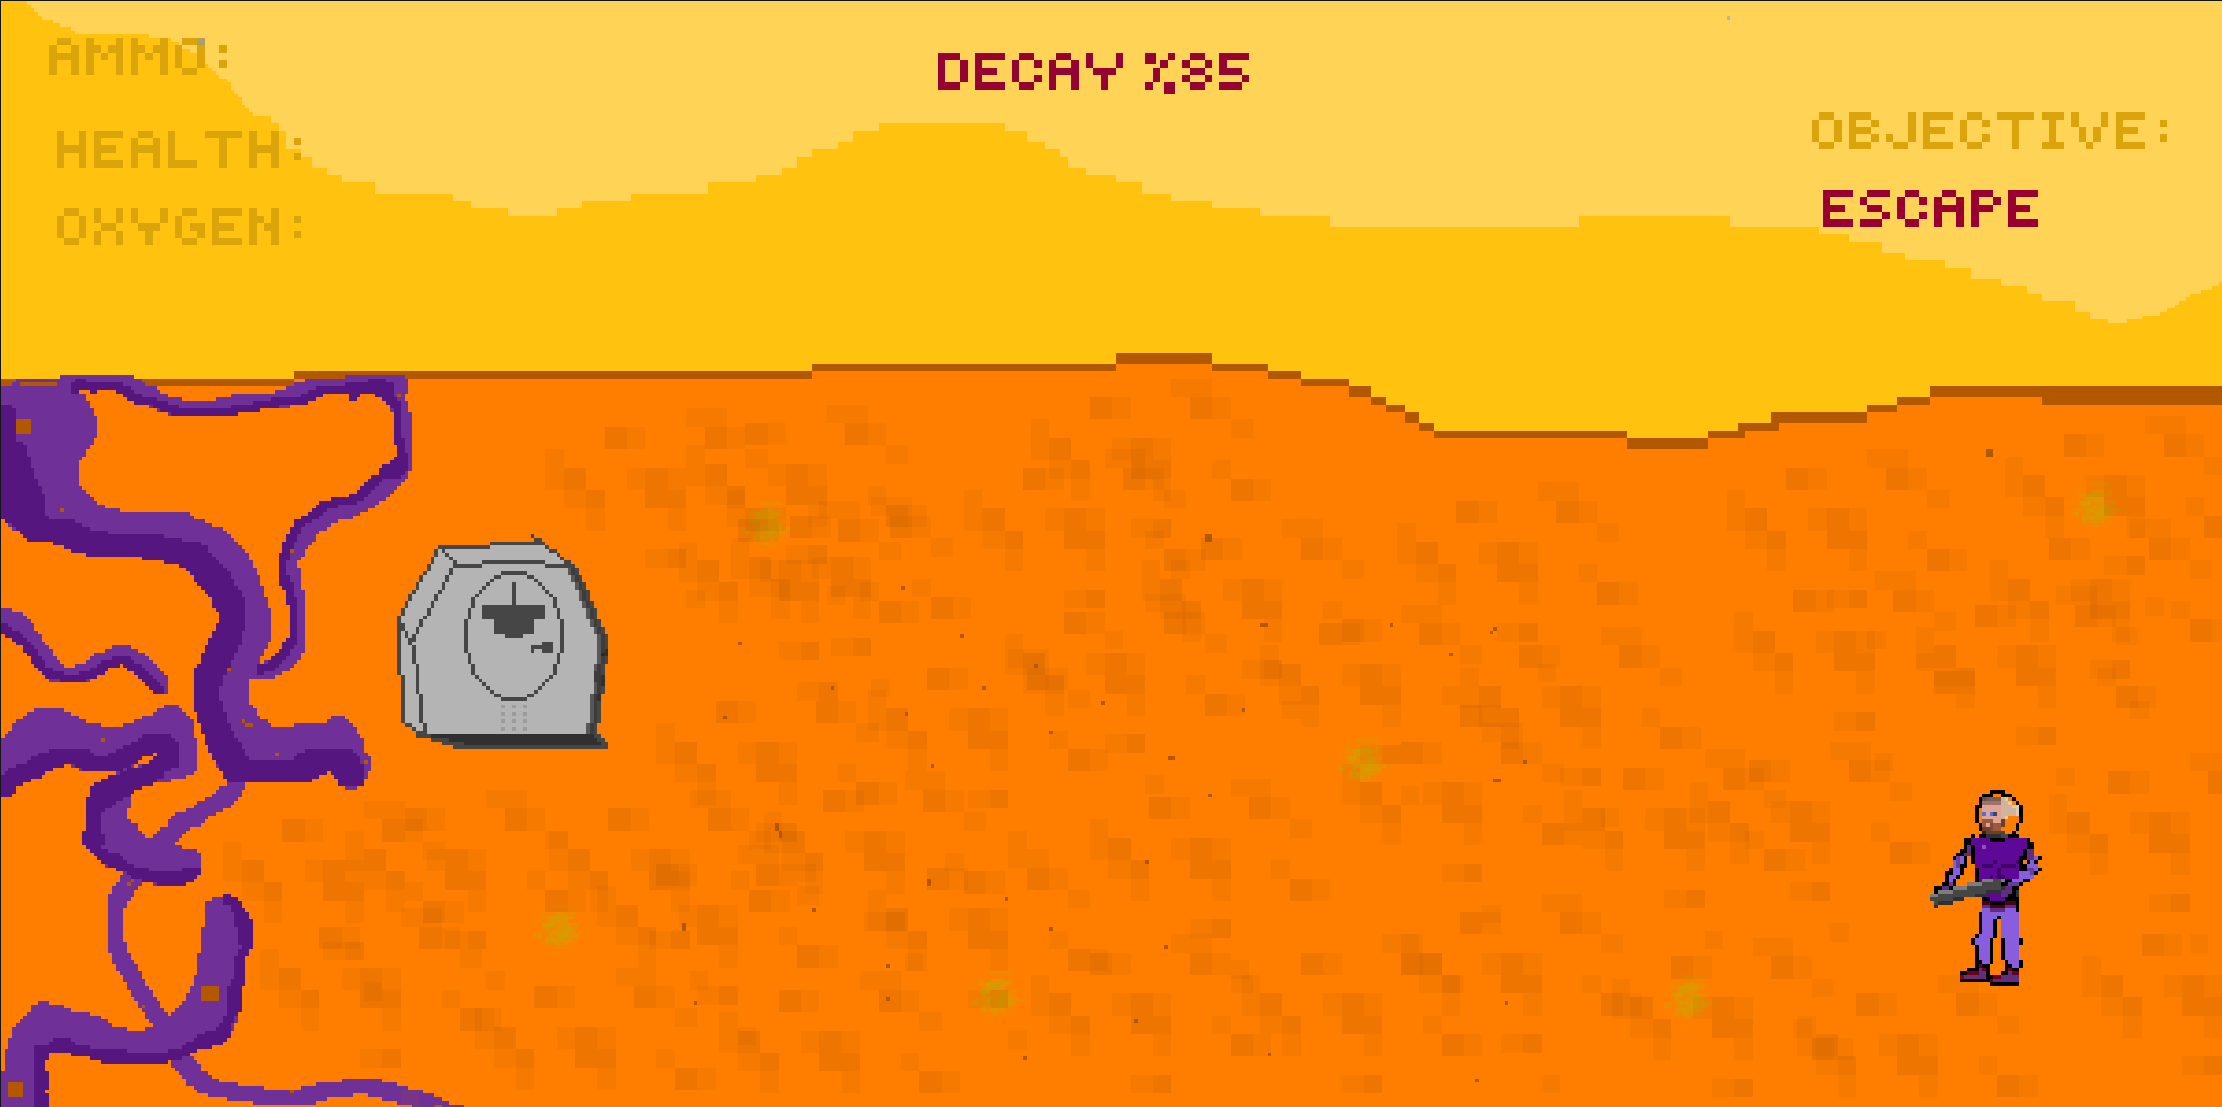 AMMO:
DECAY %85
HEALTH:
OBJECTIVE:
ESCAPE
OXYGEN: